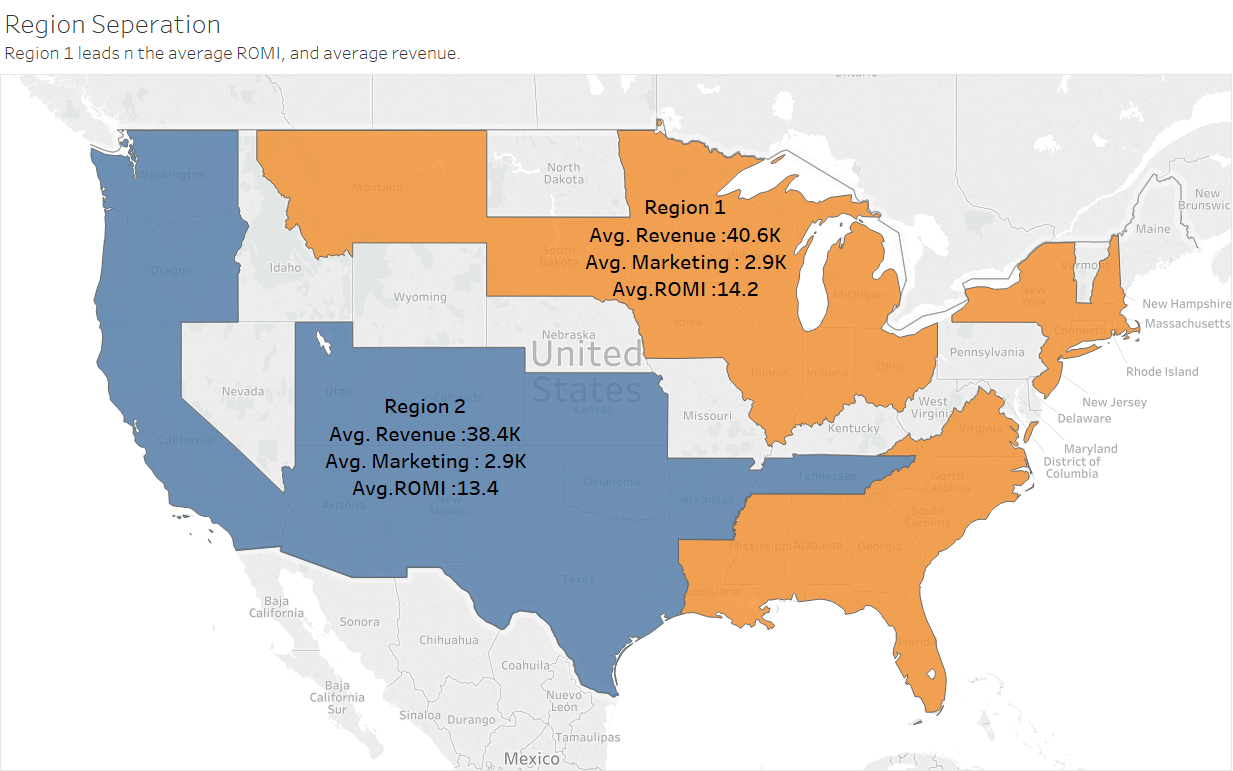 Region Seperation
Region 1 leads n the average ROMI, and average revenue.
Ontario
Washington
Montana
North
Dakota
New
Brunswic
Maine
Oregon
Idaho
Wyoming
South
Dakota
Region 1
Avg. Revenue :40.6K
Avg. Marketing : 2.9K
Avg.ROMI :14.2
Michigan
Vermont
New
York
New Hampshire
Massachusetts
Connecticut
Rhode Island
Nebraska
Iowa
United
States
Illinois
Indiana
Ohio
Pennsylvania
New Jersey
Delaware
Maryland
District of
Columbia
Nevada
Utah
Colorado
Kansas
Missouri
West
Virginia
Virginia
Kentucky
California
Region 2
Avg. Revenue :38.4K
Avg. Marketing : 2.9K
Avg.ROMI :13.4
Arizona
New
Mexico
Oklahoma
Arkansas
Tennessee
North
Carolina
South
Carolina
Mississippi
Alabama
Georgia
Texas
Louisiana
Florida
Baja
California
Sonora
Chihuahua
Coahuila
Baja
California
Sur
Sinaloa
Durango
Nuevo
León
Tamaulipas
Mexico